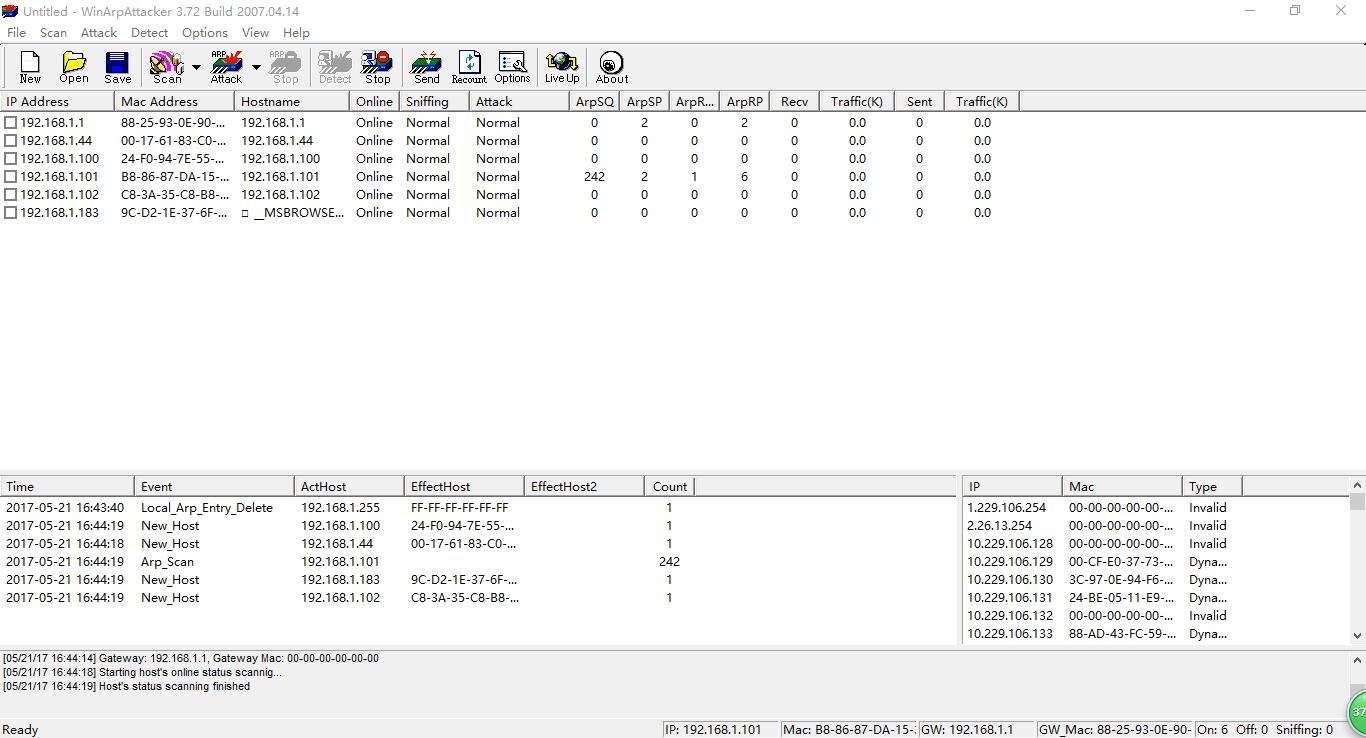 Untitled - WinArpAttacker 3.72 Build 2007.04.14
File Scan Attack Detect Options View Help
New Open Save Scan ARP Attack ARP Stop Detect Stop Send Recount Options Live Up About
IP Address Mac Address Hostname Online Sniffing Attack ArpSQ ArpSP ArpR... ArpRP Recv Traffic(K) Sent Traffic(K)
192.168.1.1 88-25-93-0E-90-... 192.168.1.1 Online Normal Normal 0 2 0 2 0 0.0 0 0.0
192.168.1.44 00-17-61-83-C0-... 192.168.1.44 Online Normal Normal 0 0 0 0 0 0.0 0 0.0
192.168.1.100 24-F0-94-7E-55-... 192.168.1.100 Online Normal Normal 0 0 0 0 0 0.0 0 0.0
192.168.1.101 B8-86-87-DA-15-... 192.168.1.101 Online Normal Normal 242 2 1 6 0 0.0 0 0.0
192.168.1.102 C8-3A-35-C8-B8-... 192.168.1.102 Online Normal Normal 0 0 0 0 0 0.0 0 0.0
192.168.1.183 9C-D2-1E-37-6F-... □ __MSBROWSE... Online Normal Normal 0 0 0 0 0 0.0 0 0.0
Time Event ActHost EffectHost EffectHost2 Count
2017-05-21 16:43:40 Local_Arp_Entry_Delete 192.168.1.255 FF-FF-FF-FF-FF-FF 1
2017-05-21 16:44:19 New_Host 192.168.1.100 24-F0-94-7E-55-... 1
2017-05-21 16:44:18 New_Host 192.168.1.44 00-17-61-83-C0-... 1
2017-05-21 16:44:19 Arp_Scan 192.168.1.101 242
2017-05-21 16:44:19 New_Host 192.168.1.183 9C-D2-1E-37-6F-... 1
2017-05-21 16:44:19 New_Host 192.168.1.102 C8-3A-35-C8-B8-... 1
IP Mac Type
1.229.106.254 00-00-00-00-00-... Invalid
2.26.13.254 00-00-00-00-00-... Invalid
10.229.106.128 00-00-00-00-00-... Invalid
10.229.106.129 00-CF-E0-37-73-... Dyna...
10.229.106.130 3C-97-0E-94-F6-... Dyna...
10.229.106.131 24-BE-05-11-E9-... Dyna...
10.229.106.132 00-00-00-00-00-... Invalid
10.229.106.133 88-AD-43-FC-59-... Dyna...
[05/21/17 16:44:14] Gateway: 192.168.1.1, Gateway Mac: 00-00-00-00-00-00
[05/21/17 16:44:18] Starting host's online status scannig...
[05/21/17 16:44:19] Host's status scanning finished
37
Ready IP: 192.168.1.101 Mac: B8-86-87-DA-15- GW: 192.168.1.1 GW_Mac: 88-25-93-0E-90- On: 6 Off: 0 Sniffing: 0